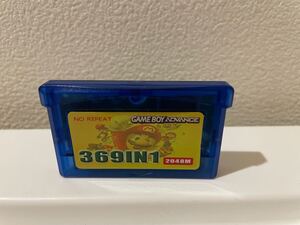 NO REPEAT
GAME BOY ADVANCE
369IN1
2048M